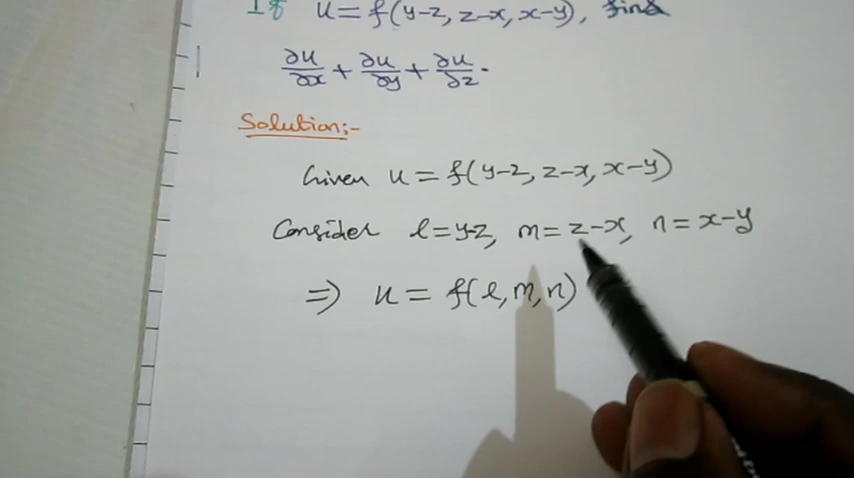 If u = f(y-z, z-x, x-y), find
∂u/∂x + ∂u/∂y + ∂u/∂z.
Solution:-
Given u = f(y-z, z-x, x-y)
Consider l = y-z, m = z-x, n = x-y
⇒ u = f(l, m, n)